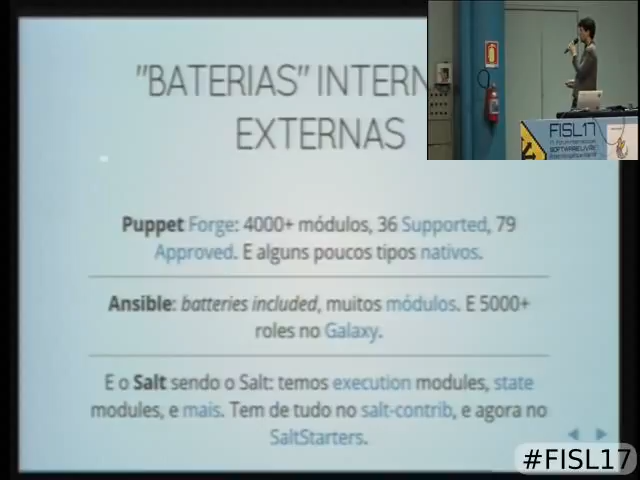 "BATERIAS" INTERN
EXTERNAS
Puppet Forge: 4000+ módulos, 36 Supported, 79
Approved. E alguns poucos tipos nativos.
Ansible: batteries included, muitos módulos. E 5000+
roles no Galaxy.
E o Salt sendo o Salt: temos execution modules, state
modules, e mais. Tem de tudo no salt-contrib, e agora no
SaltStarters.
FISL17
SOFTWARE LIVRE
#FISL17